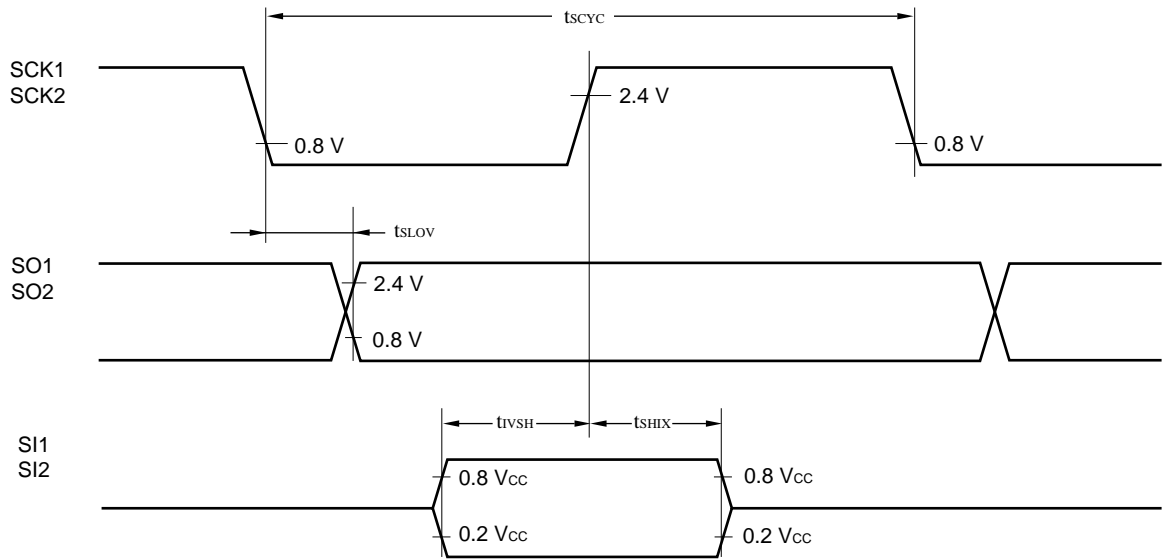 tSCYC
SCK1
SCK2
2.4 V
0.8 V
0.8 V
tSLOV
SO1
SO2
2.4 V
0.8 V
tIVSH
tSHIX
SI1
SI2
0.8 VCC
0.8 VCC
0.2 VCC
0.2 VCC